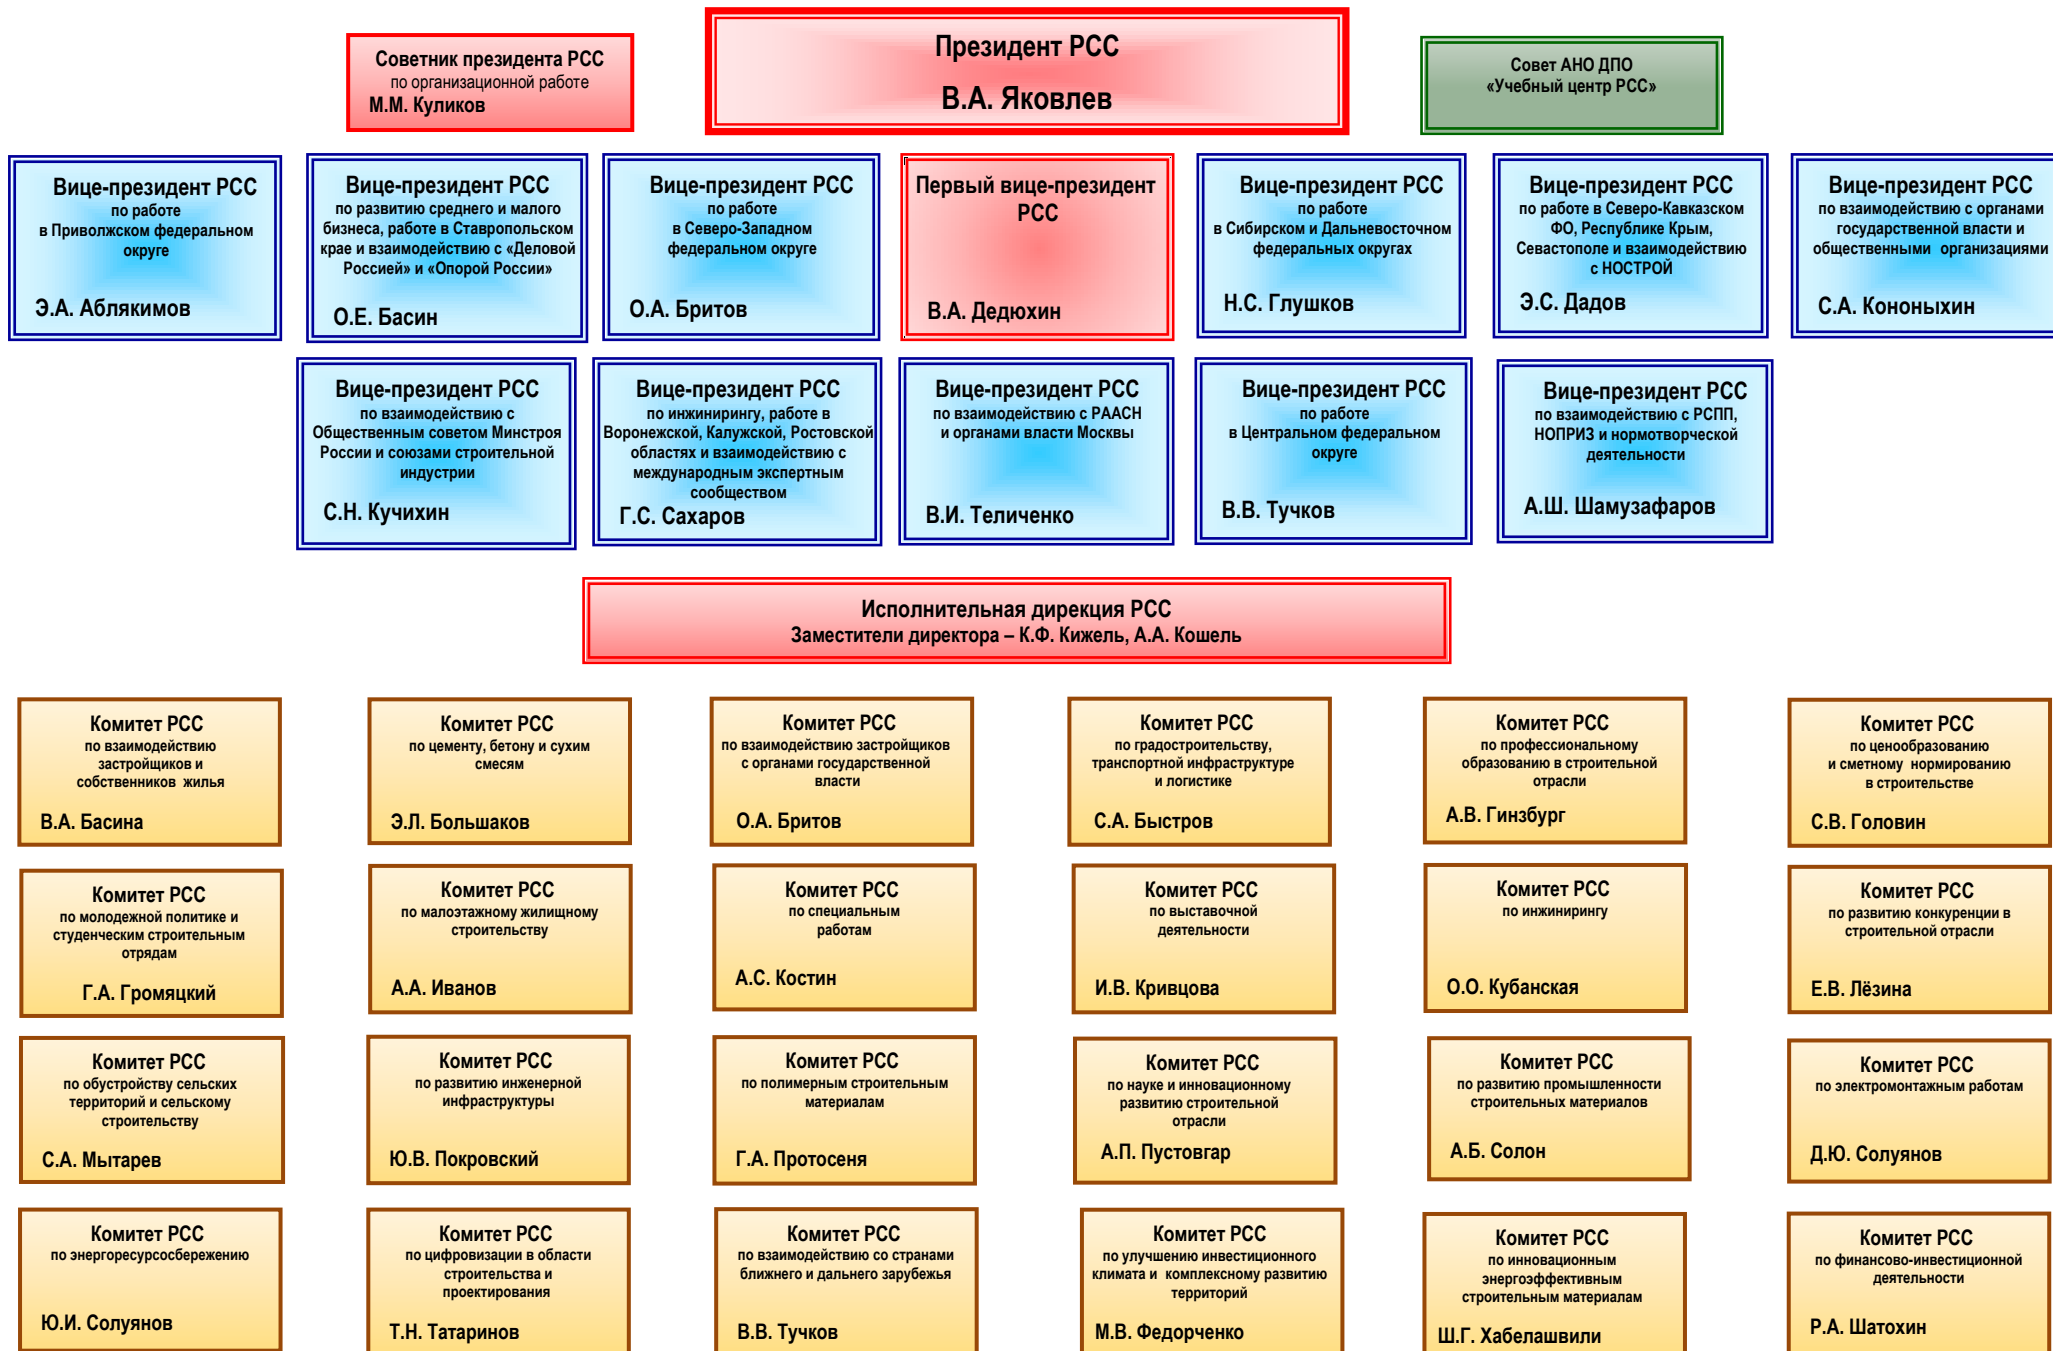 Советник президента РСС
по организационной работе
М.М. Куликов
Президент РСС
В.А. Яковлев
Совет АНО ДПО
«Учебный центр РСС»
Вице-президент РСС
по работе
в Приволжском федеральном
округе
Э.А. Аблякимов
Вице-президент РСС
по развитию среднего и малого
бизнеса, работе в Ставропольском
крае и взаимодействию с «Деловой
Россией» и «Опорой России»
О.Е. Басин
Вице-президент РСС
по работе
в Северо-Западном
федеральном округе
О.А. Бритов
Первый вице-президент
РСС
В.А. Дедюхин
Вице-президент РСС
по работе
в Сибирском и Дальневосточном
федеральных округах
Н.С. Глушков
Вице-президент РСС
по работе в Северо-Кавказском
ФО, Республике Крым,
Севастополе и взаимодействию
с НОСТРОЙ
Э.С. Дадов
Вице-президент РСС
по взаимодействию с органами
государственной власти и
общественными организациями
С.А. Кононыхин
Вице-президент РСС
по взаимодействию с
Общественным советом Минстроя
России и союзами строительной
индустрии
С.Н. Кучихин
Вице-президент РСС
по инжинирингу, работе в
Воронежской, Калужской, Ростовской
областях и взаимодействию с
международным экспертным
сообществом
Г.С. Сахаров
Вице-президент РСС
по взаимодействию с РААСН
и органами власти Москвы
В.И. Теличенко
Вице-президент РСС
по работе
в Центральном федеральном
округе
В.В. Тучков
Вице-президент РСС
по взаимодействию с РСПП,
НОПРИЗ и нормотворческой
деятельности
А.Ш. Шамузафаров
Исполнительная дирекция РСС
Заместители директора – К.Ф. Кижель, А.А. Кошель
Комитет РСС
по взаимодействию
застройщиков и
собственников жилья
В.А. Басина
Комитет РСС
по цементу, бетону и сухим
смесям
Э.Л. Большаков
Комитет РСС
по взаимодействию застройщиков
с органами государственной
власти
О.А. Бритов
Комитет РСС
по градостроительству,
транспортной инфраструктуре
и логистике
С.А. Быстров
Комитет РСС
по профессиональному
образованию в строительной
отрасли
А.В. Гинзбург
Комитет РСС
по ценообразованию
и сметному нормированию
в строительстве
С.В. Головин
Комитет РСС
по молодежной политике и
студенческим строительным
отрядам
Г.А. Громяцкий
Комитет РСС
по малоэтажному жилищному
строительству
А.А. Иванов
Комитет РСС
по специальным
работам
А.С. Костин
Комитет РСС
по выставочной
деятельности
И.В. Кривцова
Комитет РСС
по инжинирингу
О.О. Кубанская
Комитет РСС
по развитию конкуренции в
строительной отрасли
Е.В. Лёзина
Комитет РСС
по обустройству сельских
территорий и сельскому
строительству
С.А. Мытарев
Комитет РСС
по развитию инженерной
инфраструктуры
Ю.В. Покровский
Комитет РСС
по полимерным строительным
материалам
Г.А. Протосеня
Комитет РСС
по науке и инновационному
развитию строительной
отрасли
А.П. Пустовгар
Комитет РСС
по развитию промышленности
строительных материалов
А.Б. Солон
Комитет РСС
по электромонтажным работам
Д.Ю. Солуянов
Комитет РСС
по энергоресурсосбережению
Ю.И. Солуянов
Комитет РСС
по цифровизации в области
строительства и
проектирования
Т.Н. Татаринов
Комитет РСС
по взаимодействию со странами
ближнего и дальнего зарубежья
В.В. Тучков
Комитет РСС
по улучшению инвестиционного
климата и комплексному развитию
территорий
М.В. Федорченко
Комитет РСС
по инновационным
энергоэффективным
строительным материалам
Ш.Г. Хабелашвили
Комитет РСС
по финансово-инвестиционной
деятельности
Р.А. Шатохин